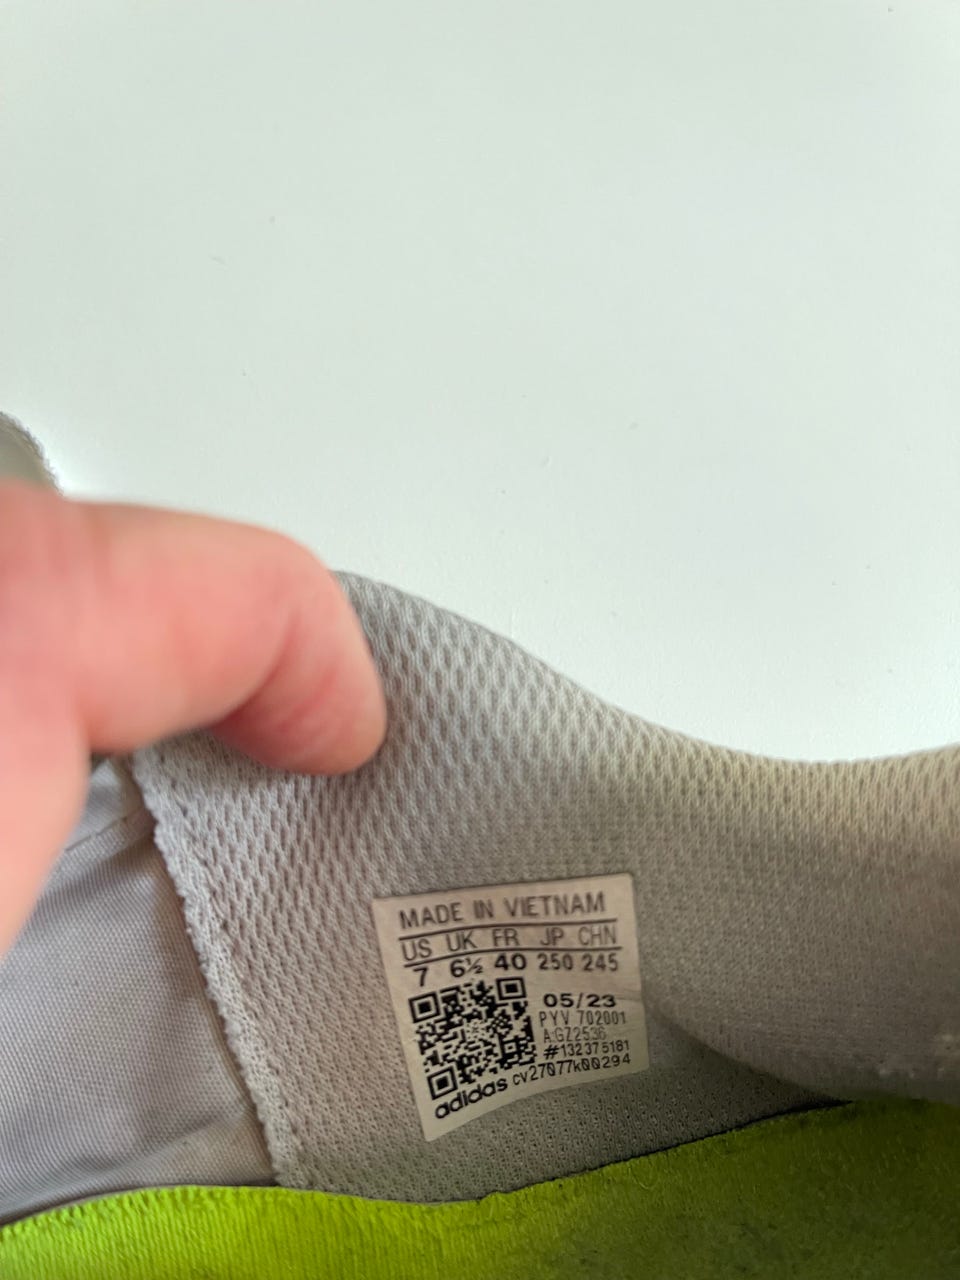 MADE IN VIETNAM
US UK FR JP CHN
7 6½ 40 250 245
05/23
PYV 702001
A:GZ2536
#132375181
adidas cv27077k00294